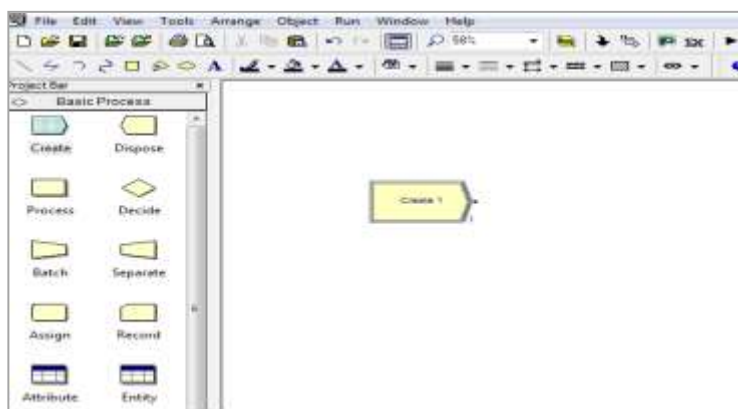 File Edit View Tools Arrange Object Run Window Help
58%
A
Project Bar
Basic Process
Create Dispose
Create 1
Process Decide
Batch Separate
Assign Record
Attribute Entity